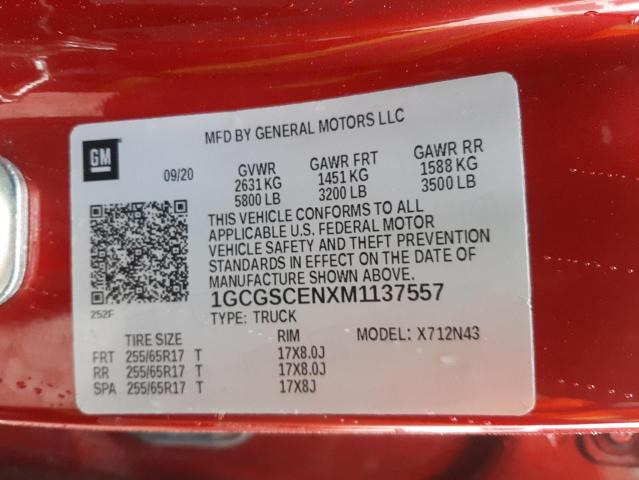 MFD BY GENERAL MOTORS LLC
GM
09/20 GVWR GAWR FRT GAWR RR
2631 KG 1451 KG 1588 KG
5800 LB 3200 LB 3500 LB
THIS VEHICLE CONFORMS TO ALL
APPLICABLE U.S. FEDERAL MOTOR
VEHICLE SAFETY AND THEFT PREVENTION
STANDARDS IN EFFECT ON THE DATE OF
MANUFACTURE SHOWN ABOVE.
252F
1GCGSCENXM1137557
TYPE: TRUCK MODEL: X712N43
TIRE SIZE RIM
FRT 255/65R17 T 17X8.0J
RR 255/65R17 T 17X8.0J
SPA 255/65R17 T 17X8J